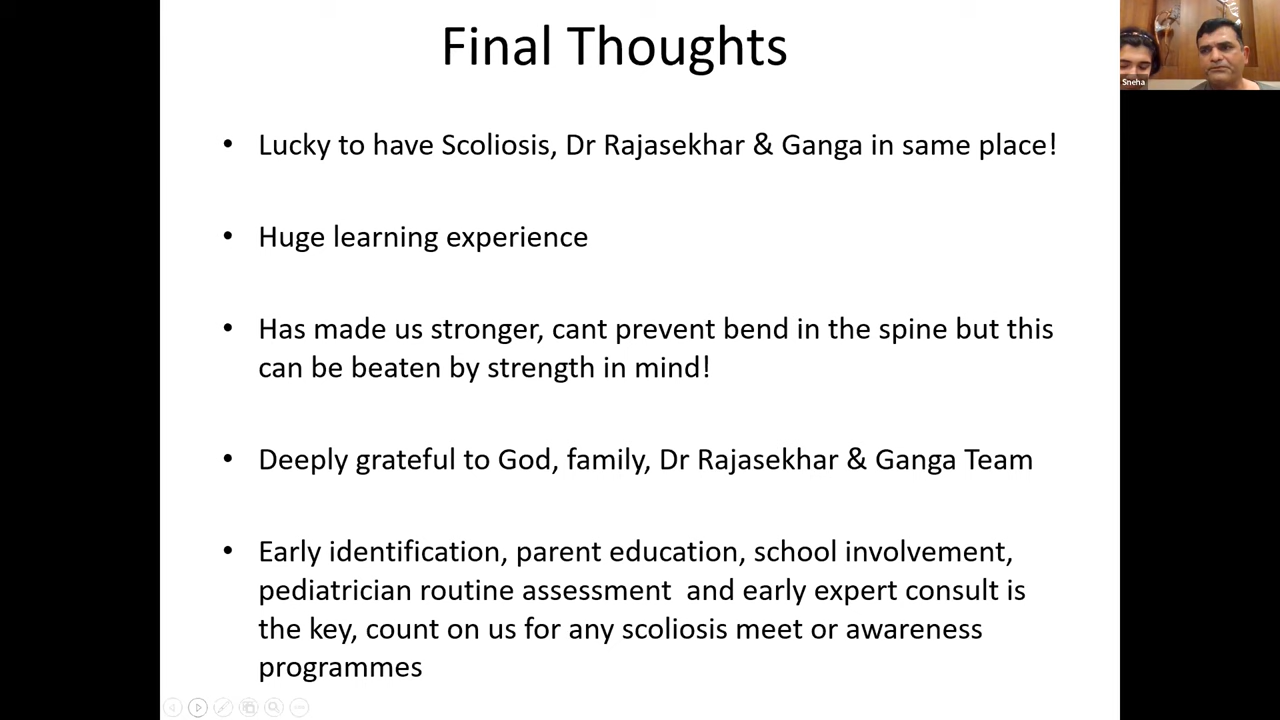 Final Thoughts
Sneha
• Lucky to have Scoliosis, Dr Rajasekhar & Ganga in same place!
• Huge learning experience
• Has made us stronger, cant prevent bend in the spine but this
can be beaten by strength in mind!
• Deeply grateful to God, family, Dr Rajasekhar & Ganga Team
• Early identification, parent education, school involvement,
pediatrician routine assessment  and early expert consult is
the key, count on us for any scoliosis meet or awareness
programmes